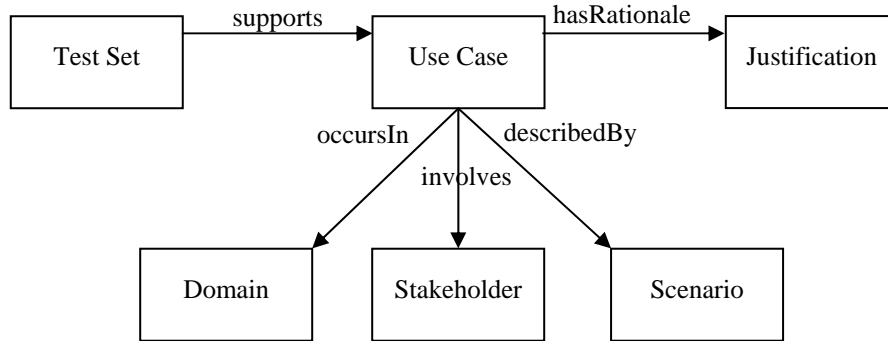 supports
hasRationale
Test Set
Use Case
Justification
occursIn
describedBy
involves
Domain
Stakeholder
Scenario